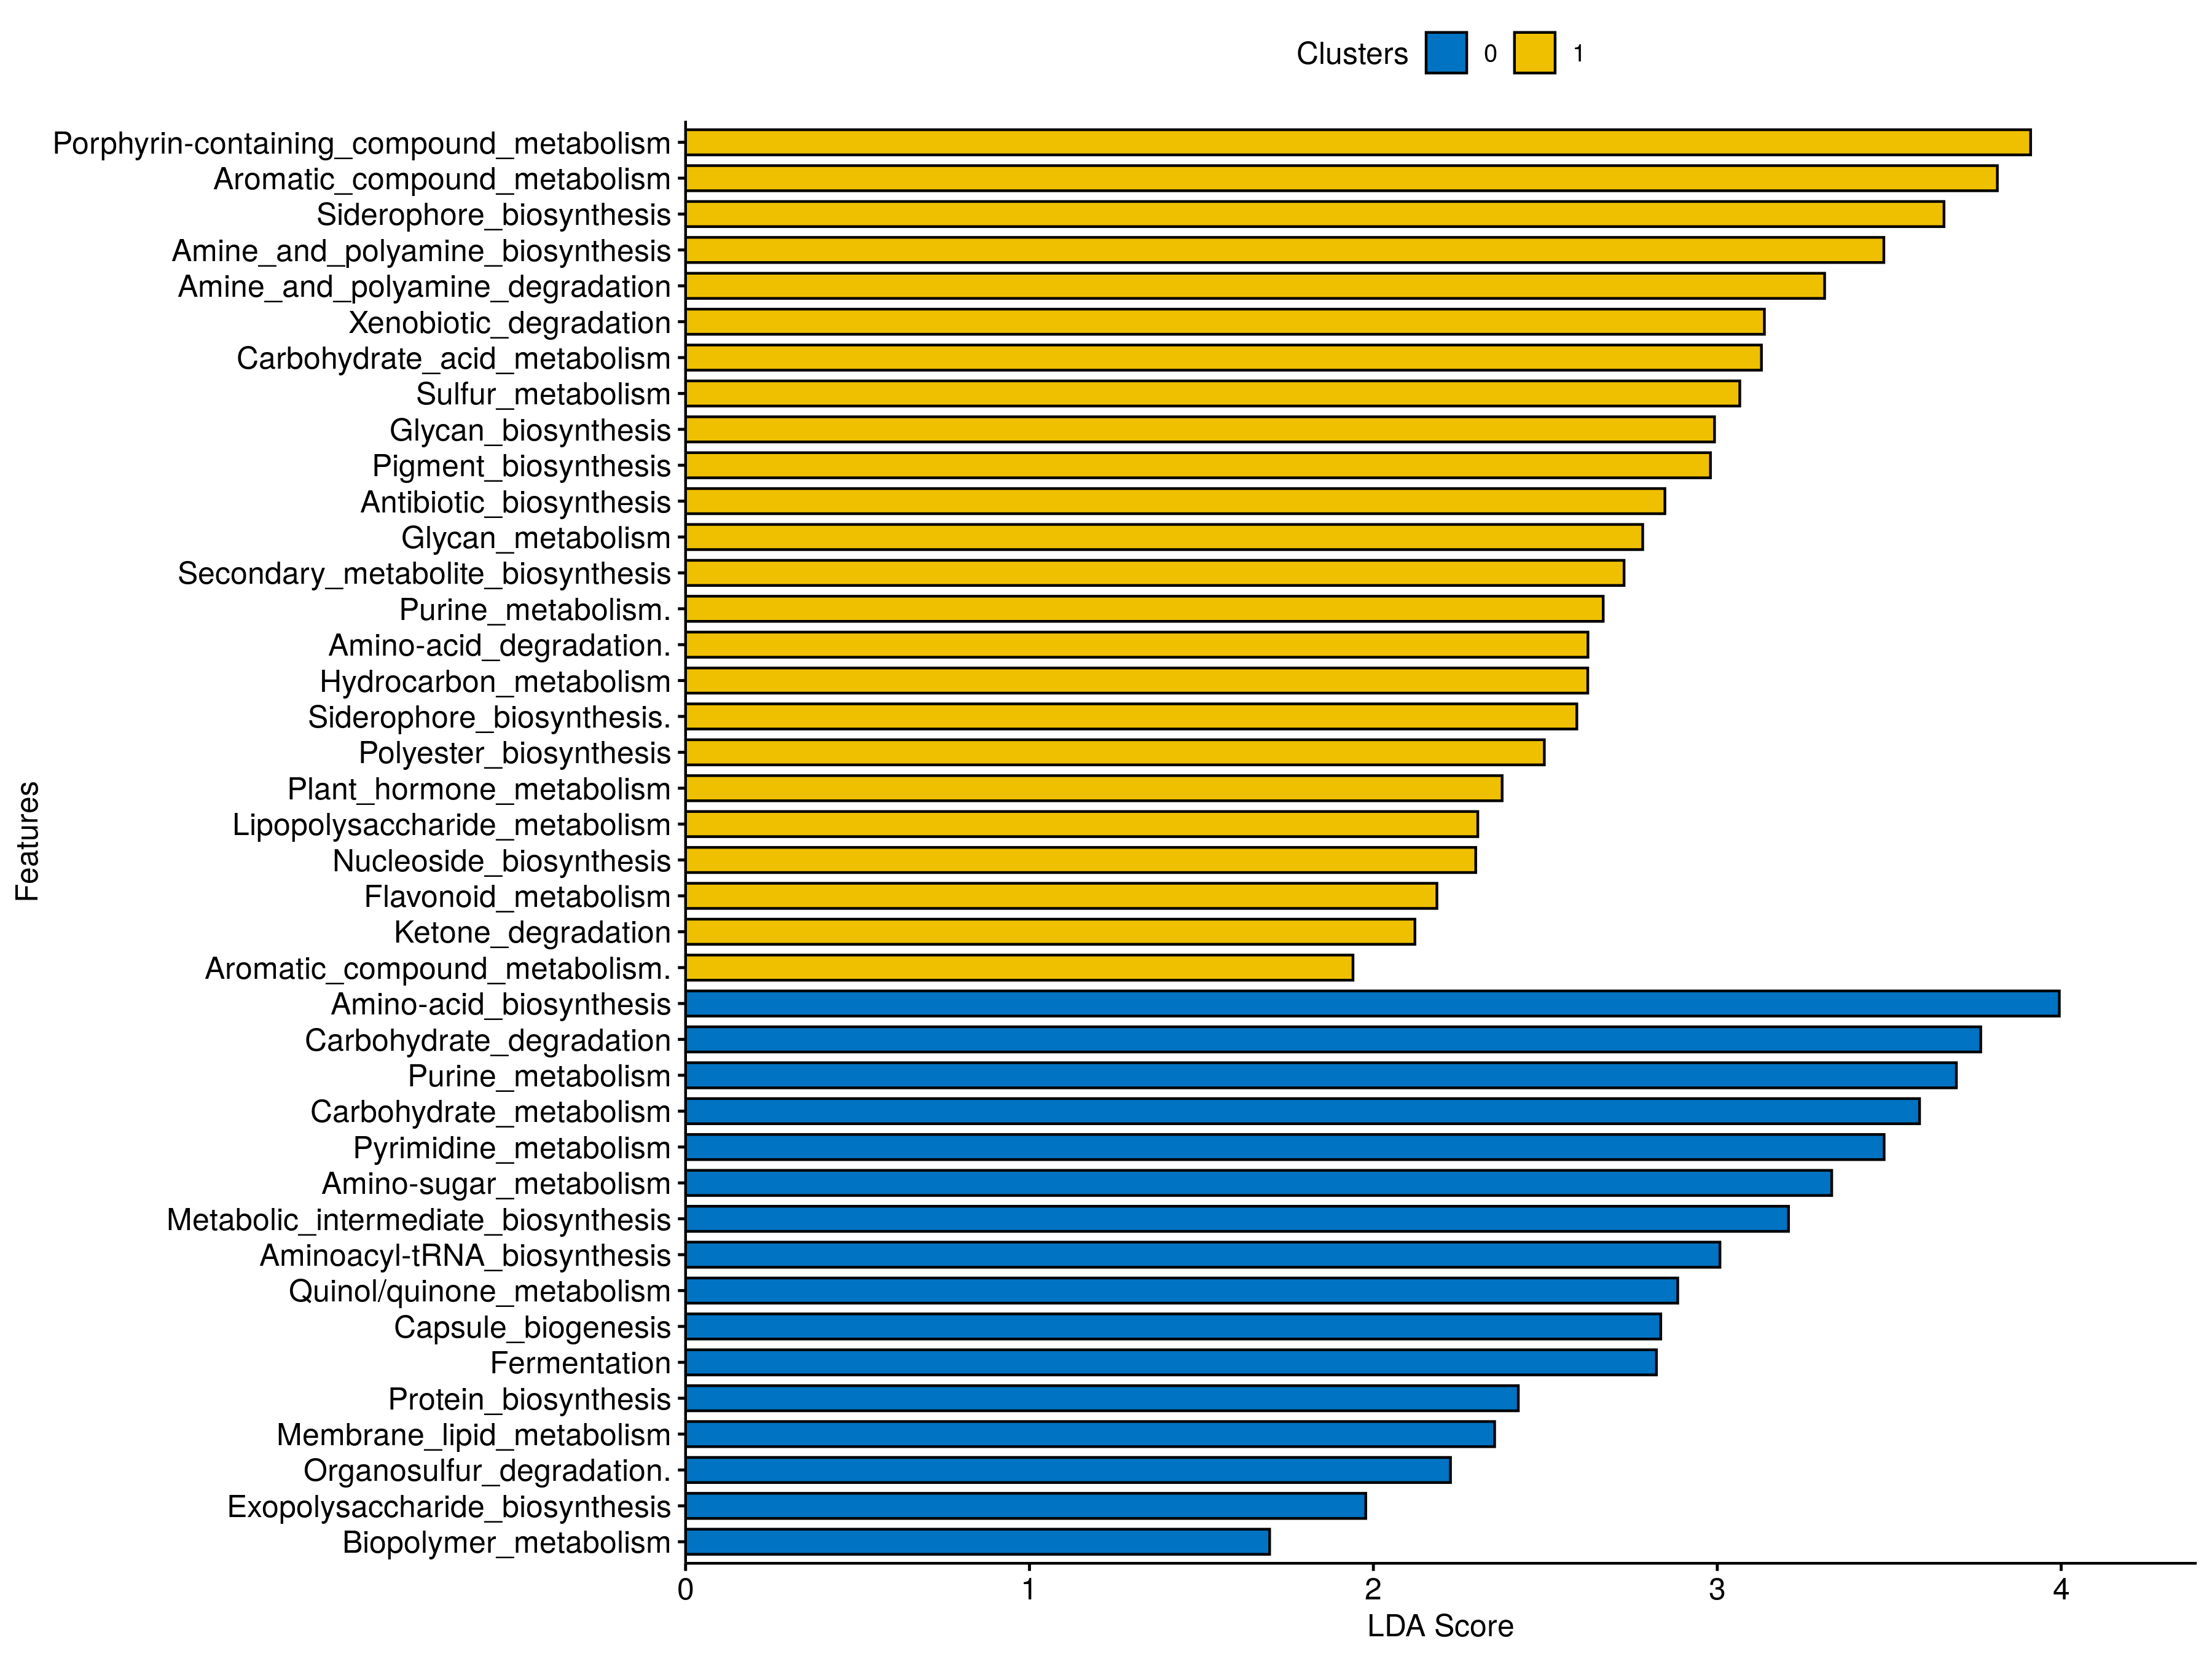 Clusters 0 1
Porphyrin-containing_compound_metabolism
Aromatic_compound_metabolism
Siderophore_biosynthesis
Amine_and_polyamine_biosynthesis
Amine_and_polyamine_degradation
Xenobiotic_degradation
Carbohydrate_acid_metabolism
Sulfur_metabolism
Glycan_biosynthesis
Pigment_biosynthesis
Antibiotic_biosynthesis
Glycan_metabolism
Secondary_metabolite_biosynthesis
Purine_metabolism.
Amino-acid_degradation.
Hydrocarbon_metabolism
Siderophore_biosynthesis.
Polyester_biosynthesis
Plant_hormone_metabolism
Lipopolysaccharide_metabolism
Nucleoside_biosynthesis
Flavonoid_metabolism
Ketone_degradation
Aromatic_compound_metabolism.
Amino-acid_biosynthesis
Carbohydrate_degradation
Purine_metabolism
Carbohydrate_metabolism
Pyrimidine_metabolism
Amino-sugar_metabolism
Metabolic_intermediate_biosynthesis
Aminoacyl-tRNA_biosynthesis
Quinol/quinone_metabolism
Capsule_biogenesis
Fermentation
Protein_biosynthesis
Membrane_lipid_metabolism
Organosulfur_degradation.
Exopolysaccharide_biosynthesis
Biopolymer_metabolism
Features
0 1 2 3 4
LDA Score